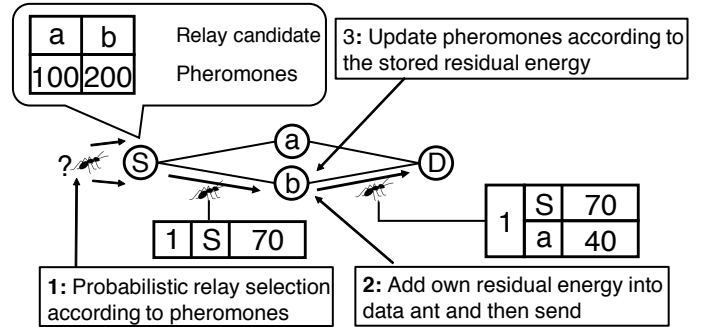 a b Relay candidate
100 200 Pheromones
3: Update pheromones according to
the stored residual energy
a
? S D
b
1 S 70
1 S 70
a 40
1: Probabilistic relay selection
according to pheromones
2: Add own residual energy into
data ant and then send